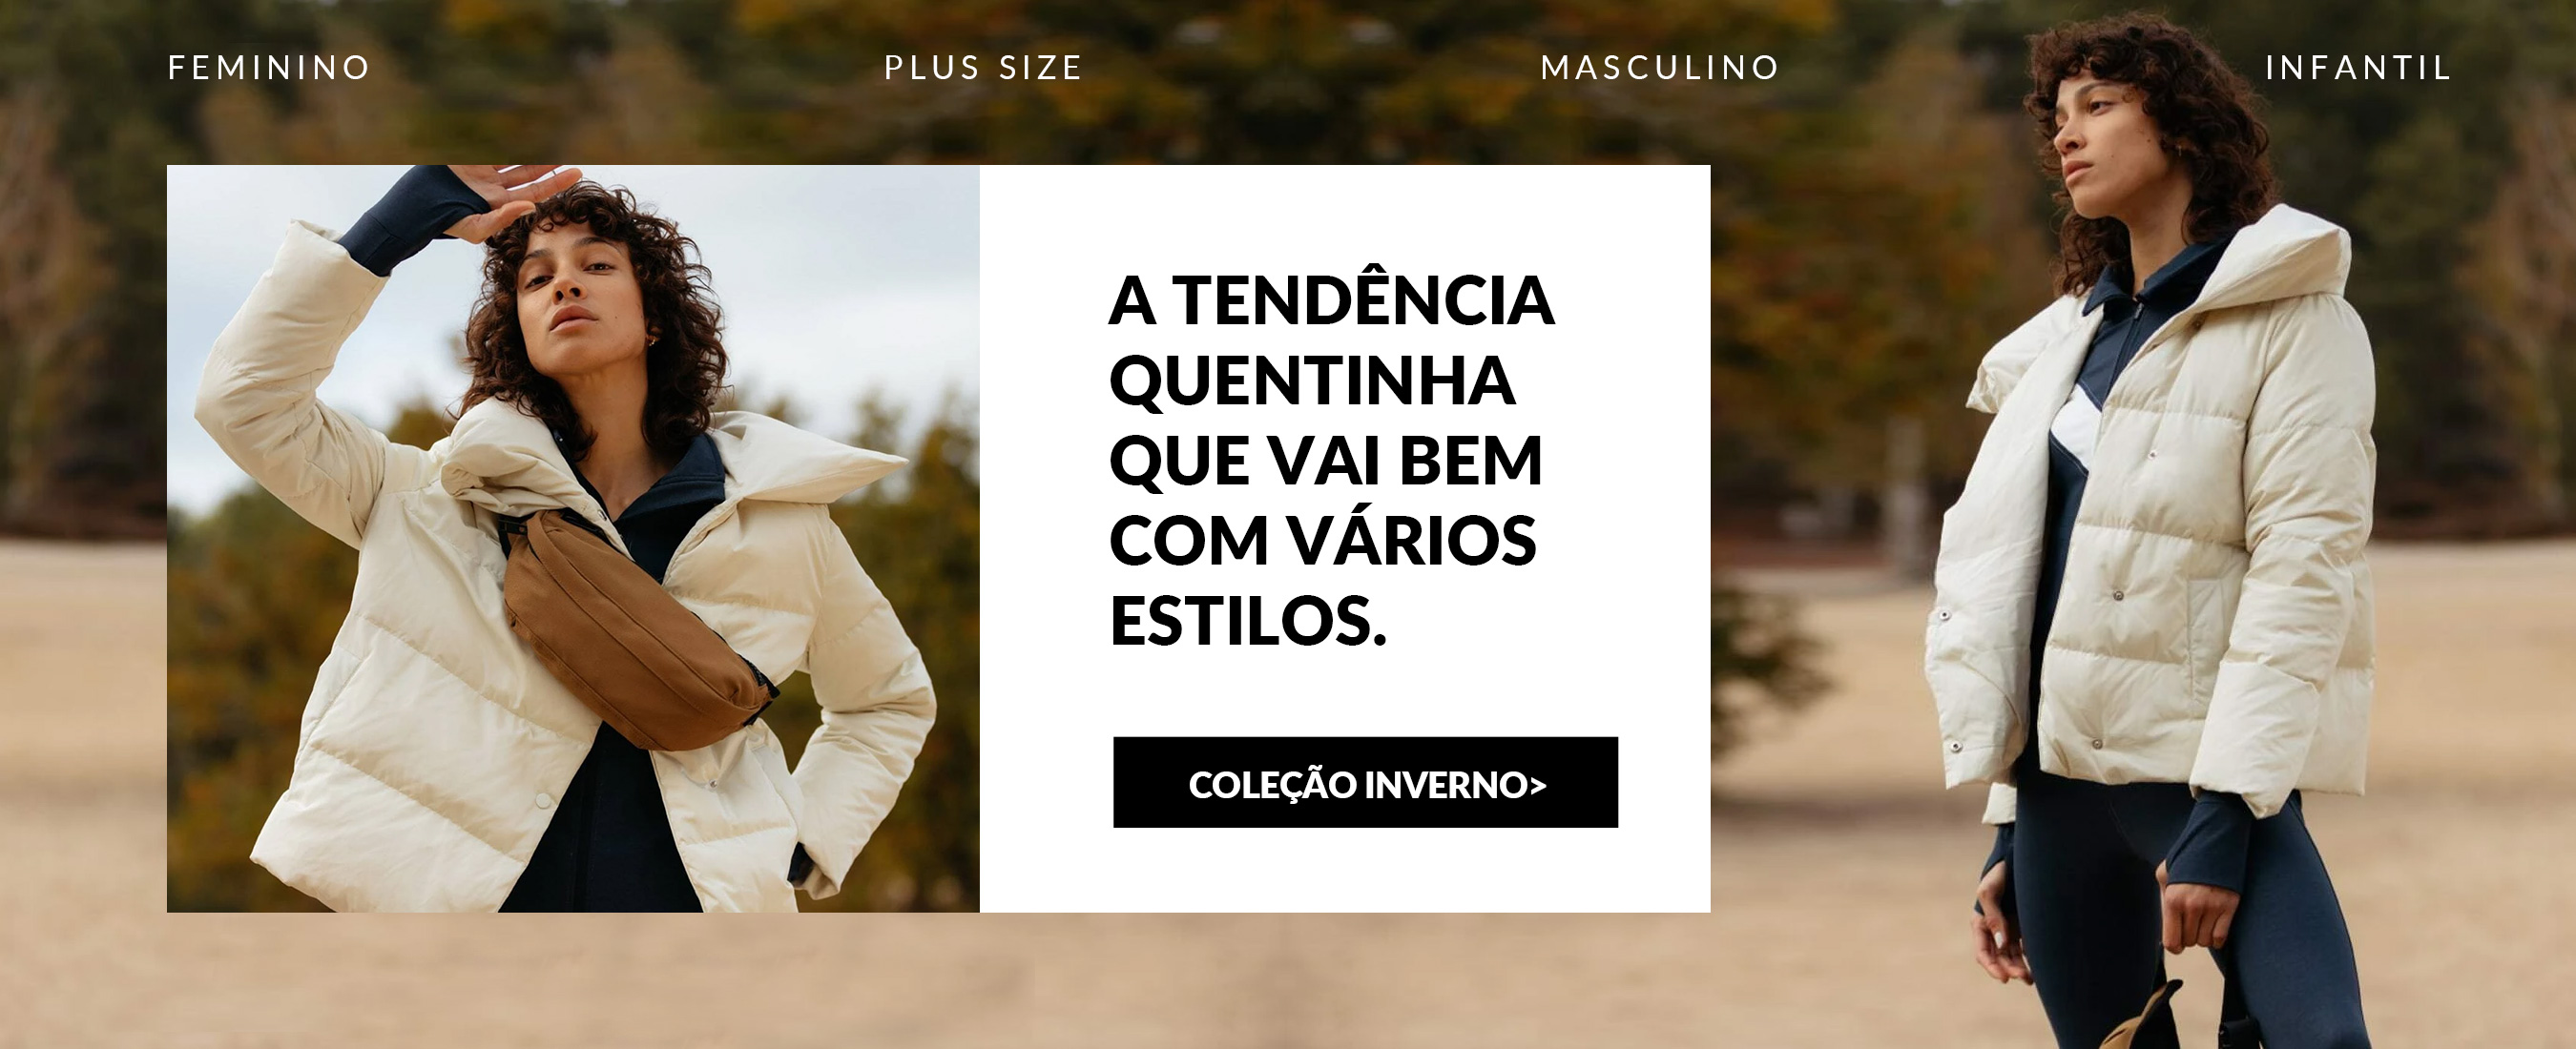 FEMININO
PLUS SIZE
MASCULINO
INFANTIL
A TENDÊNCIA
QUENTINHA
QUE VAI BEM
COM VÁRIOS
ESTILOS.
COLEÇÃO INVERNO>